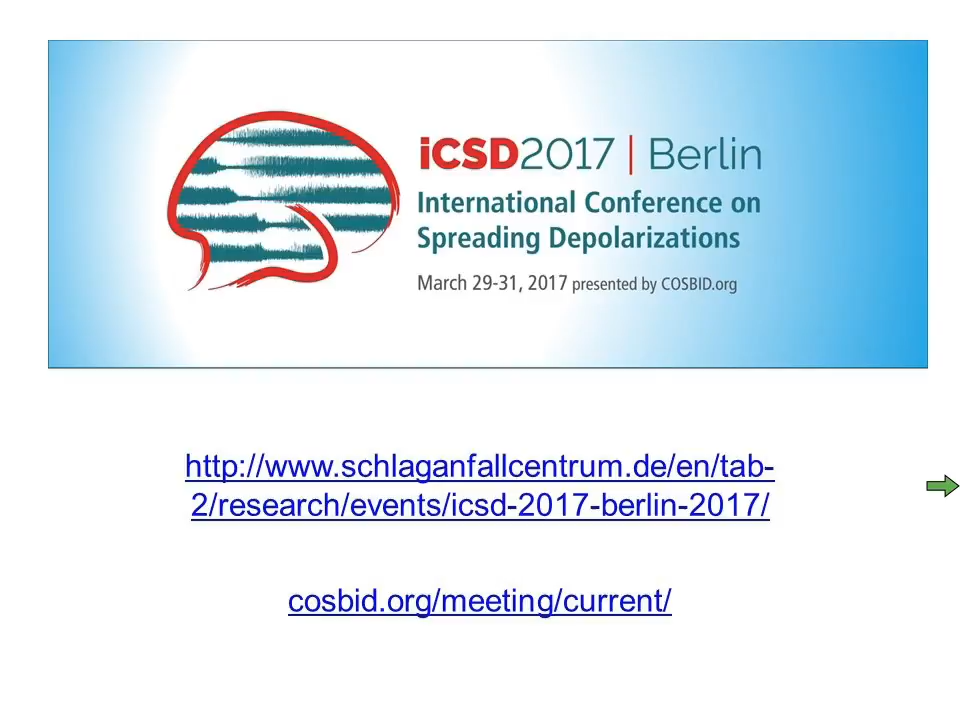 iCSD2017 | Berlin
International Conference on
Spreading Depolarizations
March 29-31, 2017 presented by COSBID.org
http://www.schlaganfallcentrum.de/en/tab-
2/research/events/icsd-2017-berlin-2017/
cosbid.org/meeting/current/